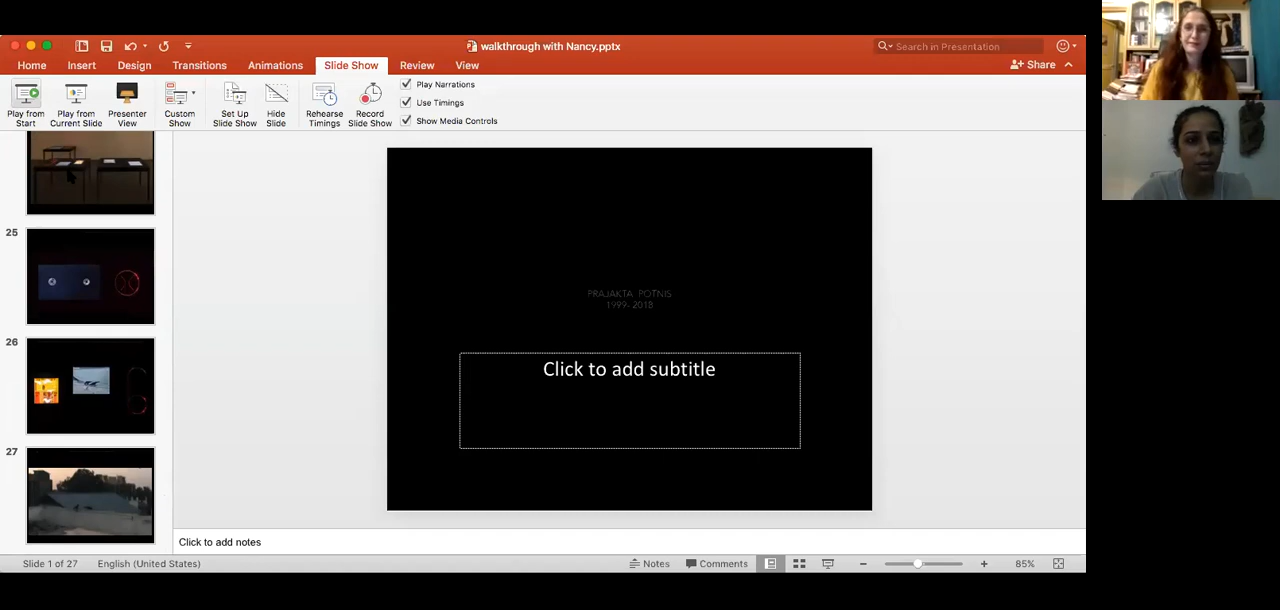 walkthrough with Nancy.pptx
Search in Presentation
Home
Insert
Design
Transitions
Animations
Slide Show
Review
View
Share
Play from
Start
Play from
Current Slide
Presenter
View
Custom
Show
Set Up
Slide Show
Hide
Slide
Rehearse
Timings
Record
Slide Show
Play Narrations
Use Timings
Show Media Controls
25
26
27
PRAJAKTA POTNIS
1999- 2018
Click to add subtitle
Click to add notes
Slide 1 of 27
English (United States)
Notes
Comments
85%